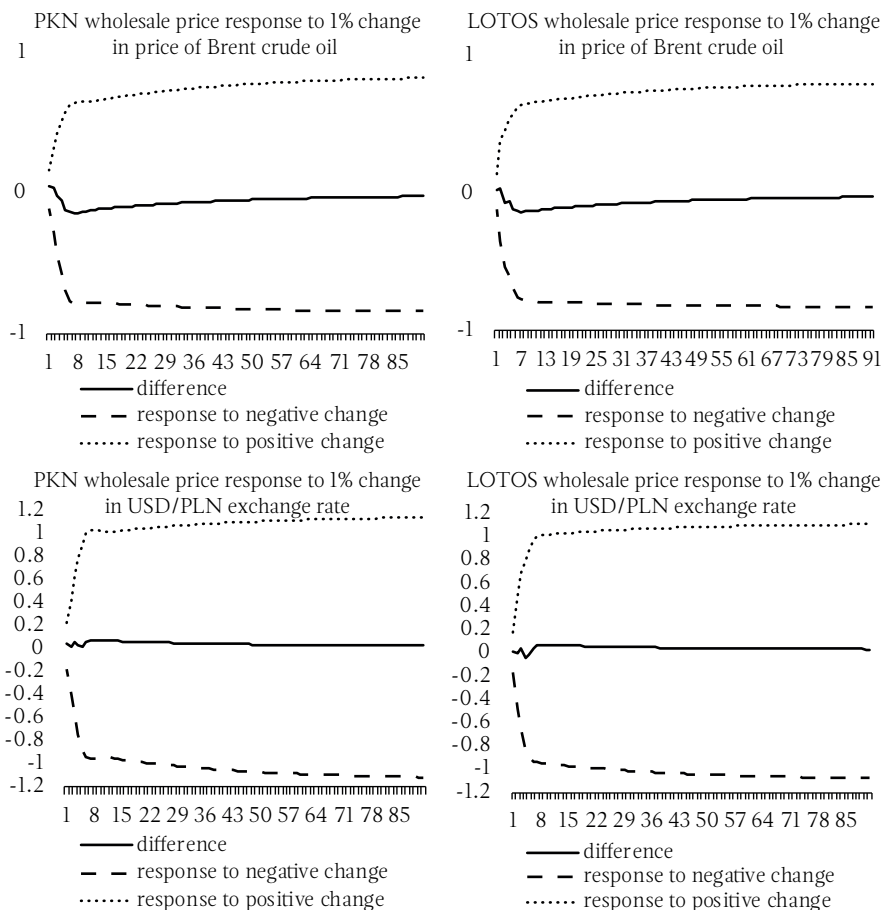 PKN wholesale price response to 1% change
in price of Brent crude oil
1
0
-1
1 8 15 22 29 36 43 50 57 64 71 78 85
difference
response to negative change
response to positive change
LOTOS wholesale price response to 1% change
in price of Brent crude oil
1
0
-1
1 7 13 19 25 31 37 43 49 55 61 67 73 79 85 91
difference
response to negative change
response to positive change
PKN wholesale price response to 1% change
in USD/PLN exchange rate
1.2
1
0.8
0.6
0.4
0.2
0
-0.2
-0.4
-0.6
-0.8
-1
-1.2
1 8 15 22 29 36 43 50 57 64 71 78 85
difference
response to negative change
response to positive change
LOTOS wholesale price response to 1% change
in USD/PLN exchange rate
1.2
1
0.8
0.6
0.4
0.2
0
-0.2
-0.4
-0.6
-0.8
-1
-1.2
1 8 15 22 29 36 43 50 57 64 71 78 85
difference
response to negative change
response to positive change